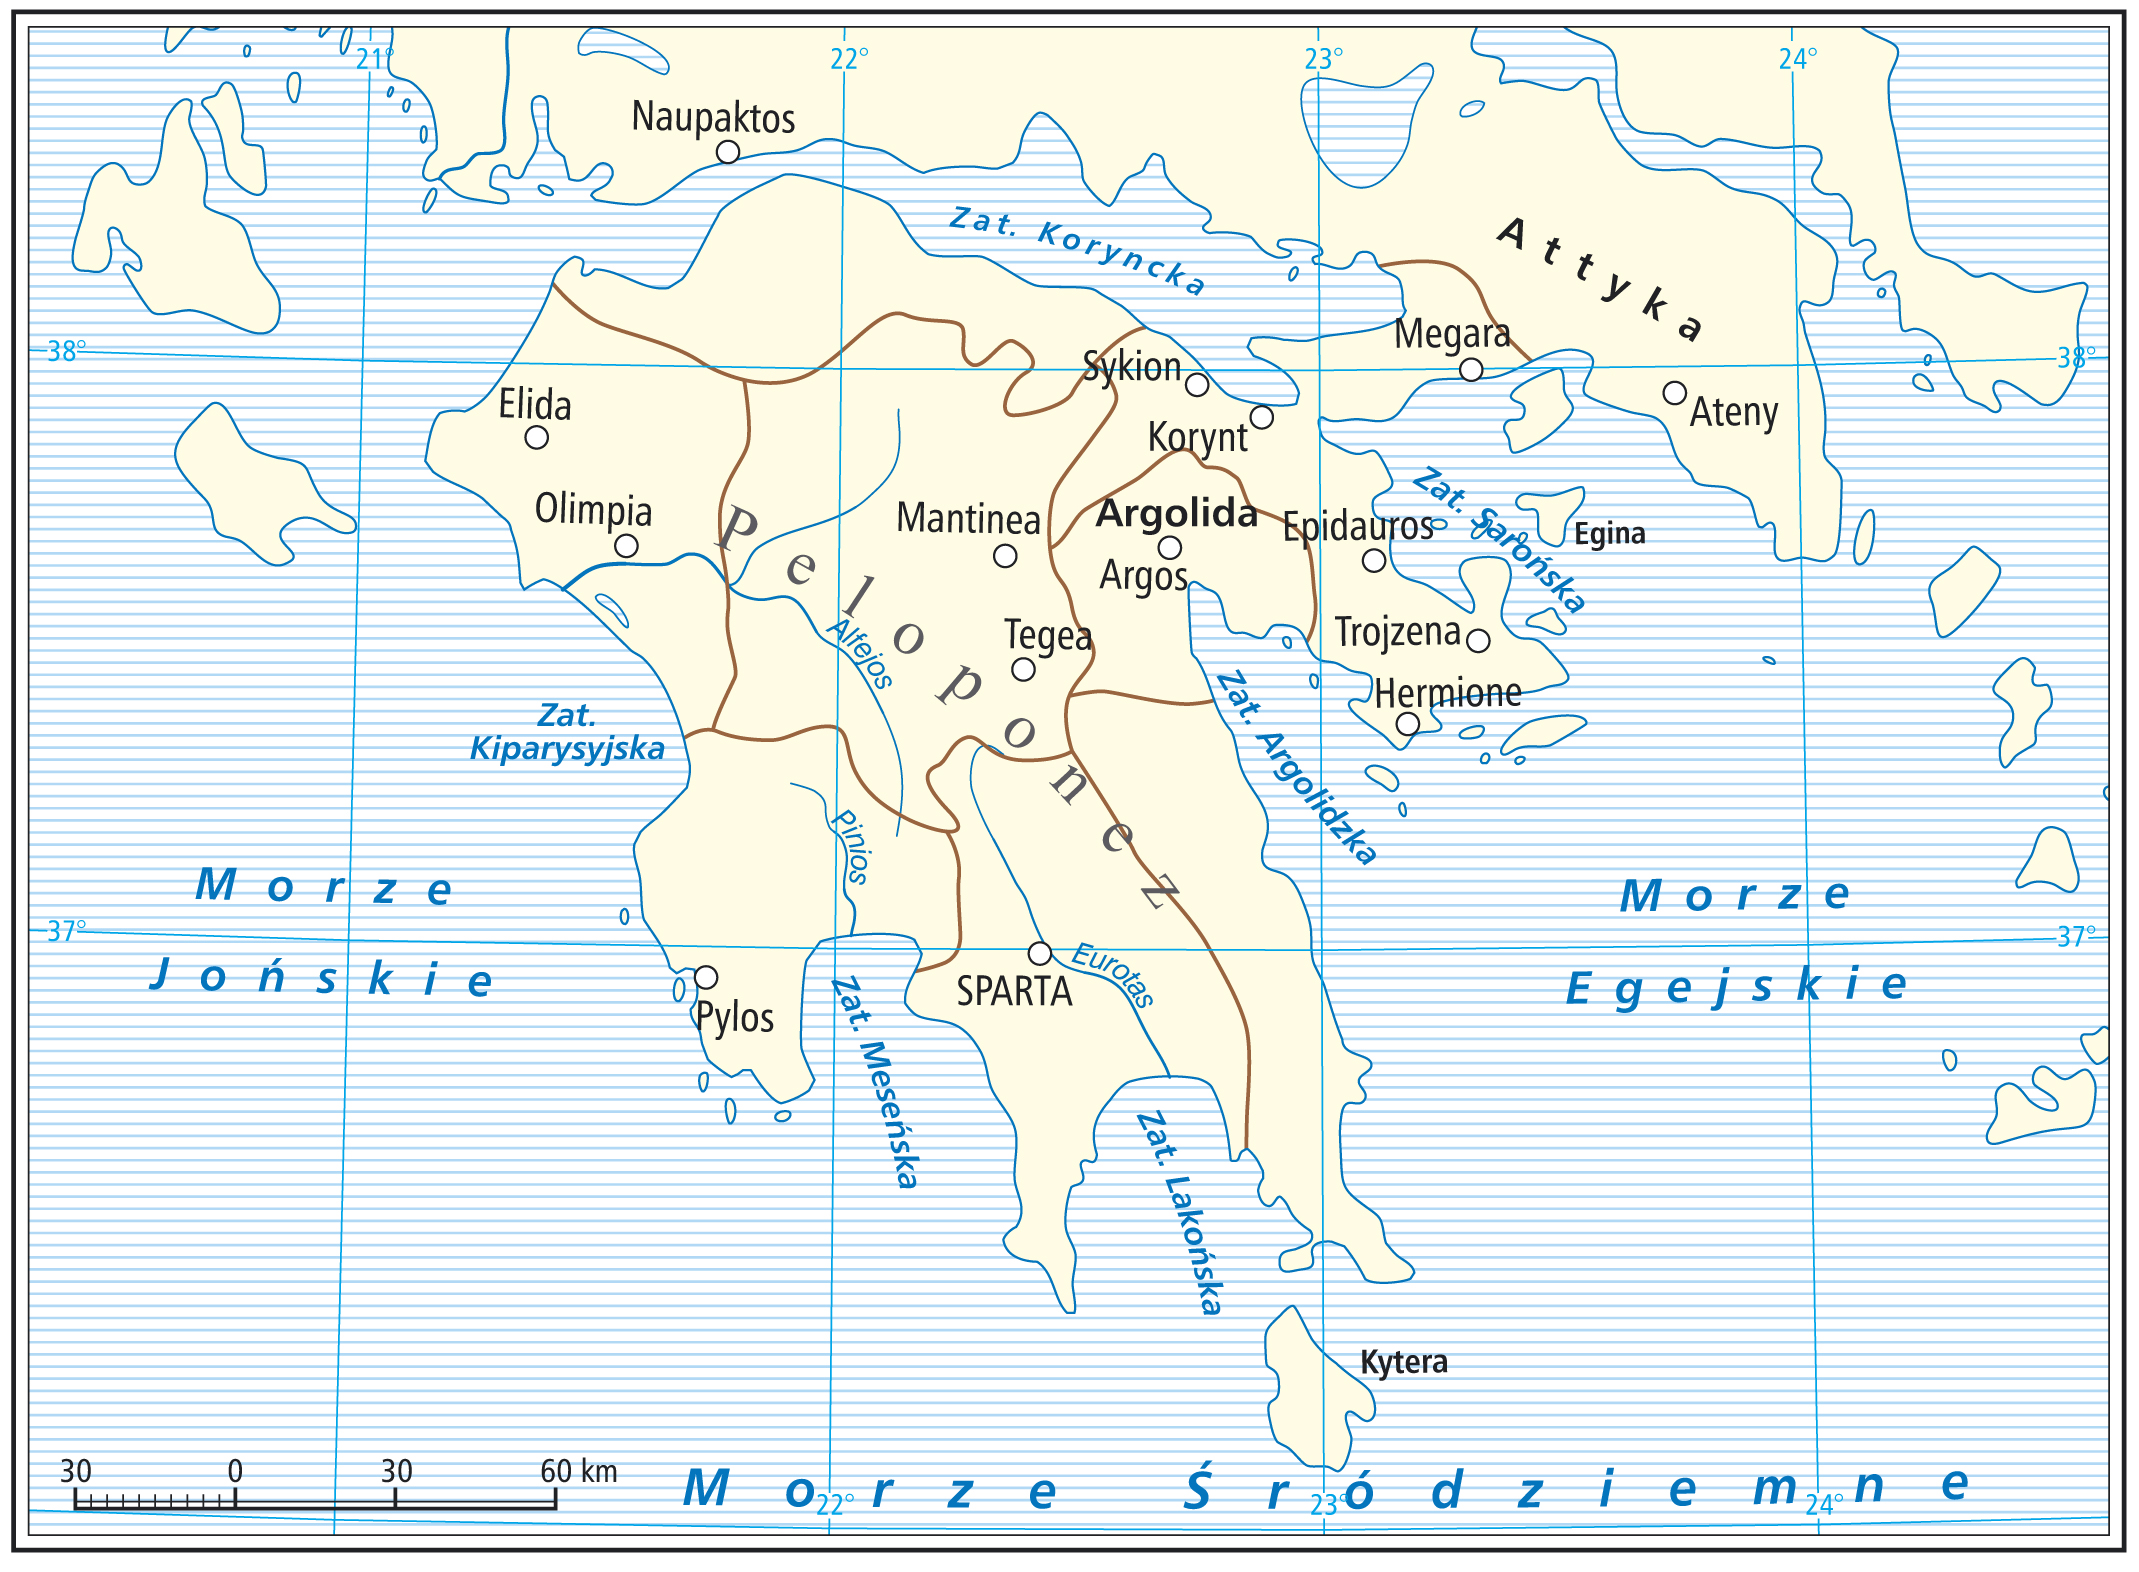 21°
22°
23°
24°
Naupaktos
Zat. Koryncka
Attyka
38°
Megara
38°
Sykion
Elida
Ateny
Korynt
Zat. Sarońska
Olimpia
Mantinea
Argolida
Epidauros
Egina
Argos
Peloponez
Alfejos
Tegea
Trojzena
Hermione
Zat.
Kiparysyjska
Zat. Argolidzka
Pinios
Morze
Jońskie
Morze
Egejskie
37°
37°
Eurotas
SPARTA
Pylos
Zat. Meseńska
Zat. Lakońska
Kytera
30 0 30 60 km
Morze Śródziemne
22°
23°
24°